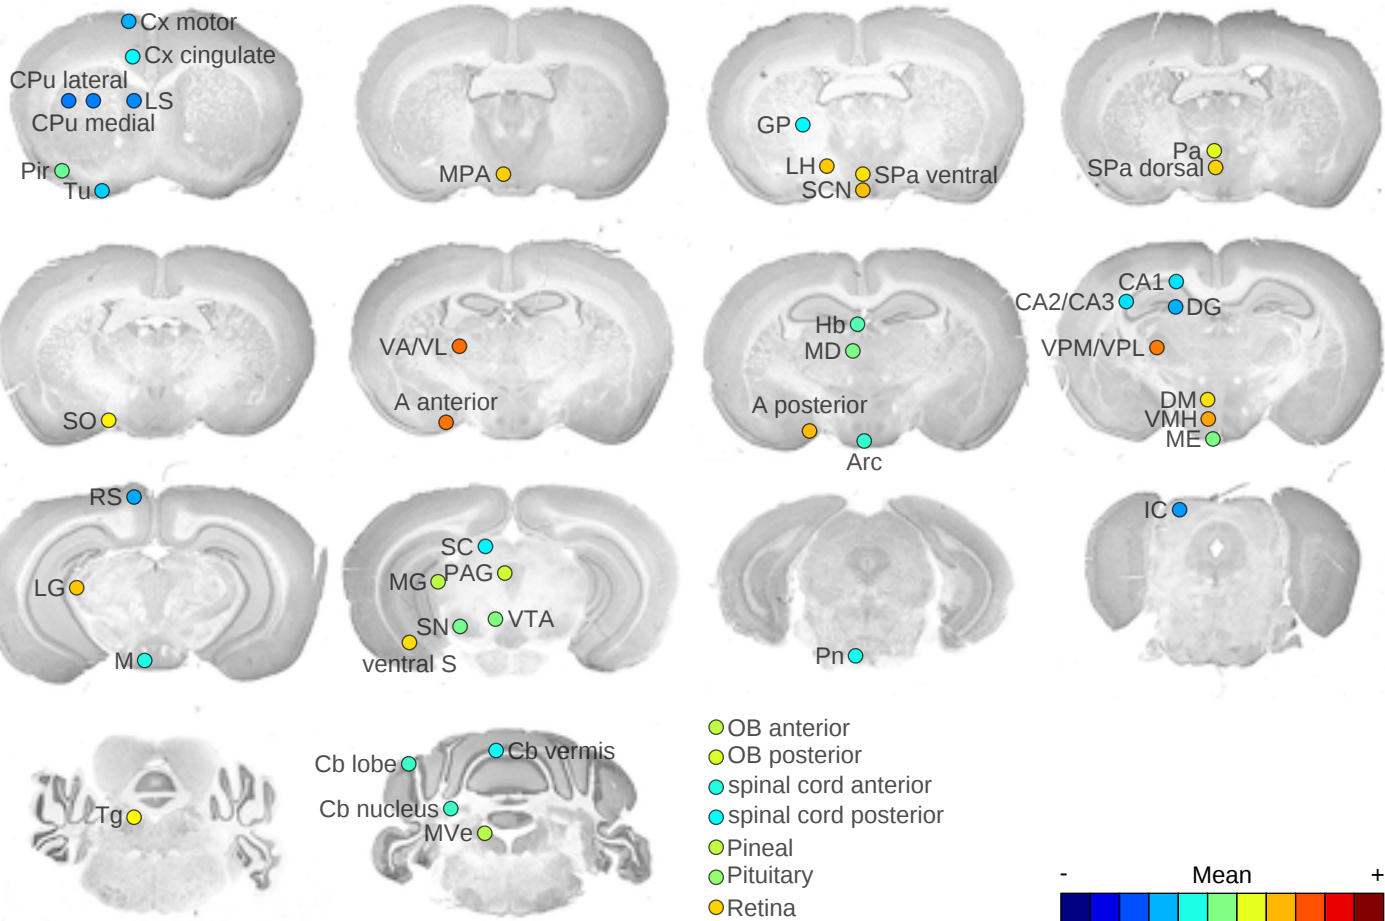 Cx motor
Cx cingulate
CPu lateral
LS
CPu medial
Pir
Tu
MPA
GP
LH
SPa ventral
SCN
Pa
SPa dorsal
SO
VA/VL
A anterior
Hb
MD
A posterior
Arc
CA1
CA2/CA3
DG
VPM/VPL
DM
VMH
ME
RS
LG
M
SC
PAG
MG
VTA
SN
ventral S
Pn
IC
Tg
Cb vermis
Cb lobe
Cb nucleus
MVe
OB anterior
OB posterior
spinal cord anterior
spinal cord posterior
Pineal
Pituitary
Retina
- Mean +